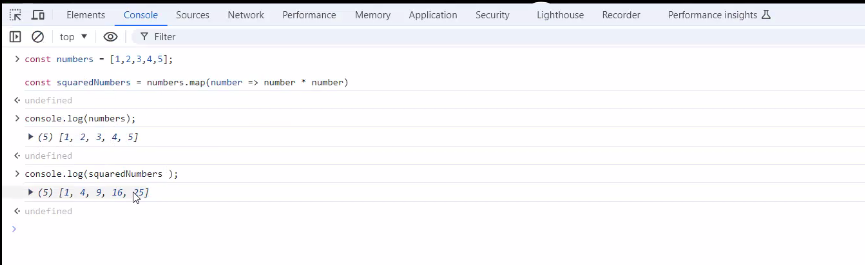 Elements Console Sources Network Performance Memory Application Security Lighthouse Recorder Performance insights
top Filter
const numbers = [1,2,3,4,5];
const squaredNumbers = numbers.map(number => number * number)
undefined
console.log(numbers);
(5) [1, 2, 3, 4, 5]
undefined
console.log(squaredNumbers );
(5) [1, 4, 9, 16, 25]
undefined